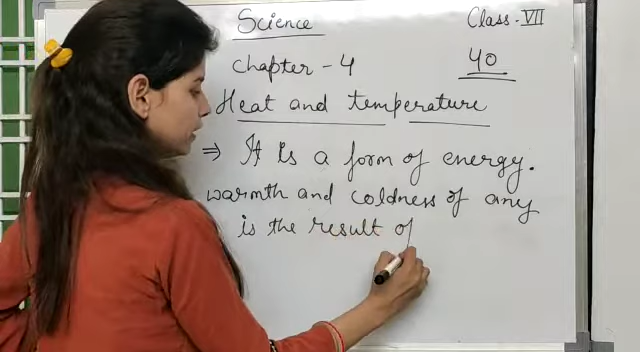 Science
Class-VII
Chapter-4
40
Heat and temperature
⇒ It is a form of energy.
warmth and coldness of any
is the result of